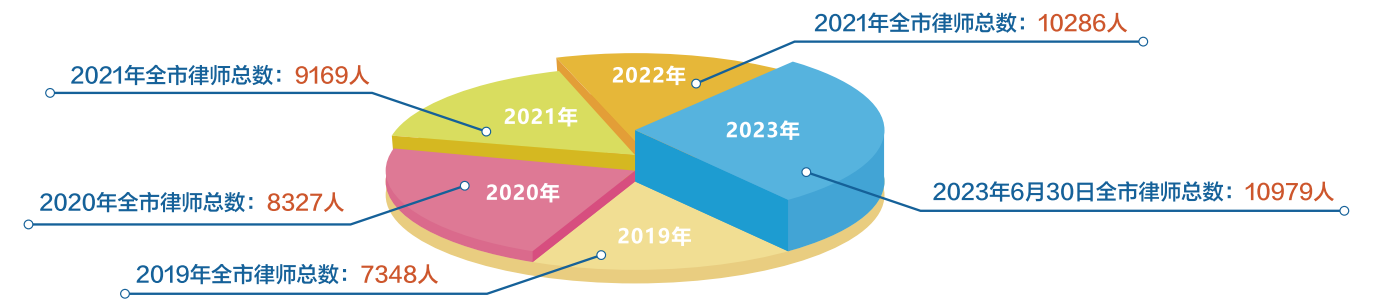 2021年全市律师总数：10286人
2021年全市律师总数：9169人
2022年
2021年
2023年
2020年
2023年6月30日全市律师总数：10979人
2020年全市律师总数：8327人
2019年
2019年全市律师总数：7348人